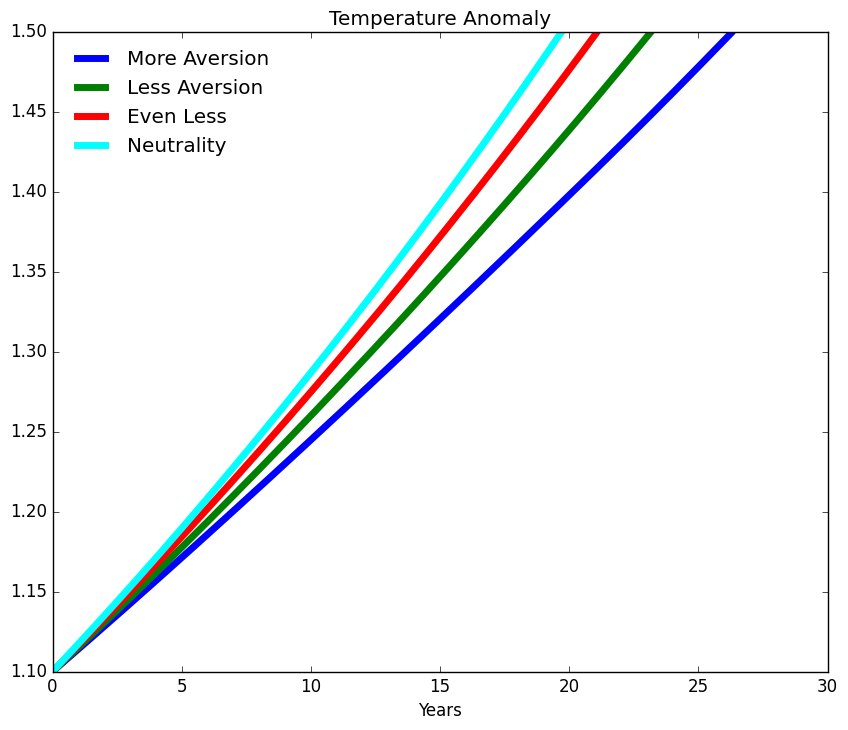 Temperature Anomaly
1.50
1.45
1.40
1.35
1.30
1.25
1.20
1.15
1.10
More Aversion
Less Aversion
Even Less
Neutrality
0 5 10 15 20 25 30
Years